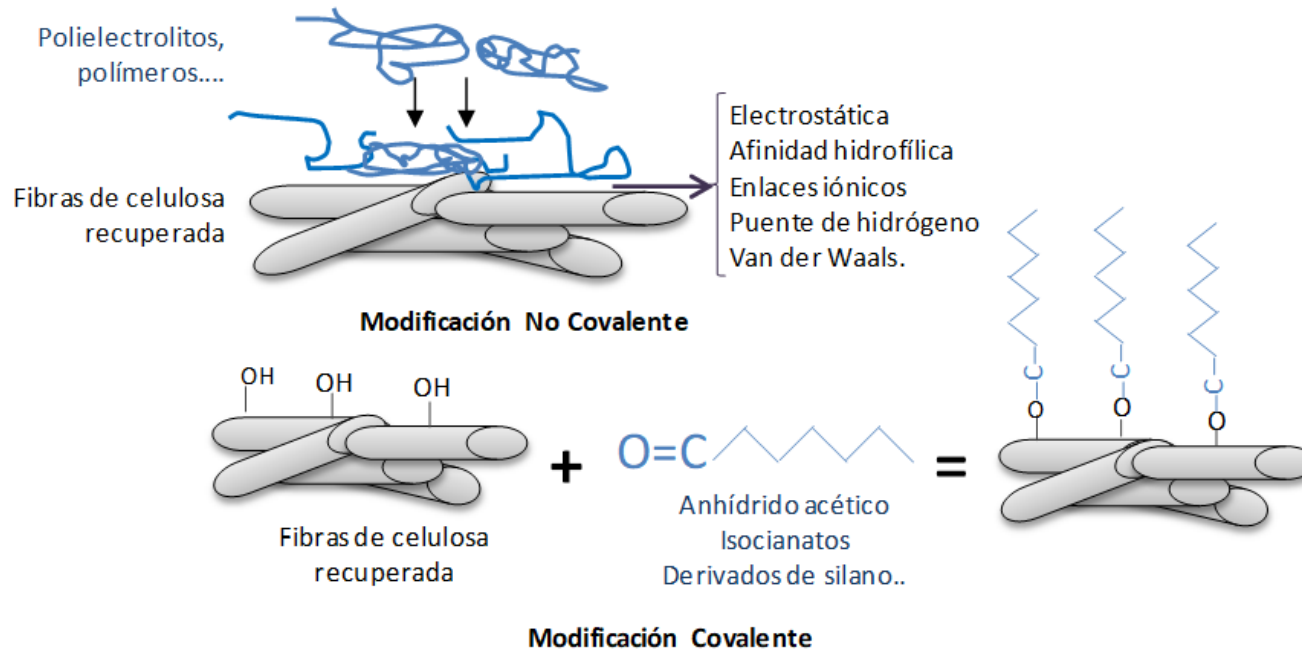 Polielectrolitos,
polímeros....
Fibras de celulosa
recuperada
Electrostática
Afinidad hidrofílica
Enlaces iónicos
Puente de hidrógeno
Van der Waals.
Modificación No Covalente
OH
OH
OH
Fibras de celulosa
recuperada
+
O=C
Anhídrido acético
Isocianatos
Derivados de silano..
=
C
O
C
O
C
O
Modificación Covalente